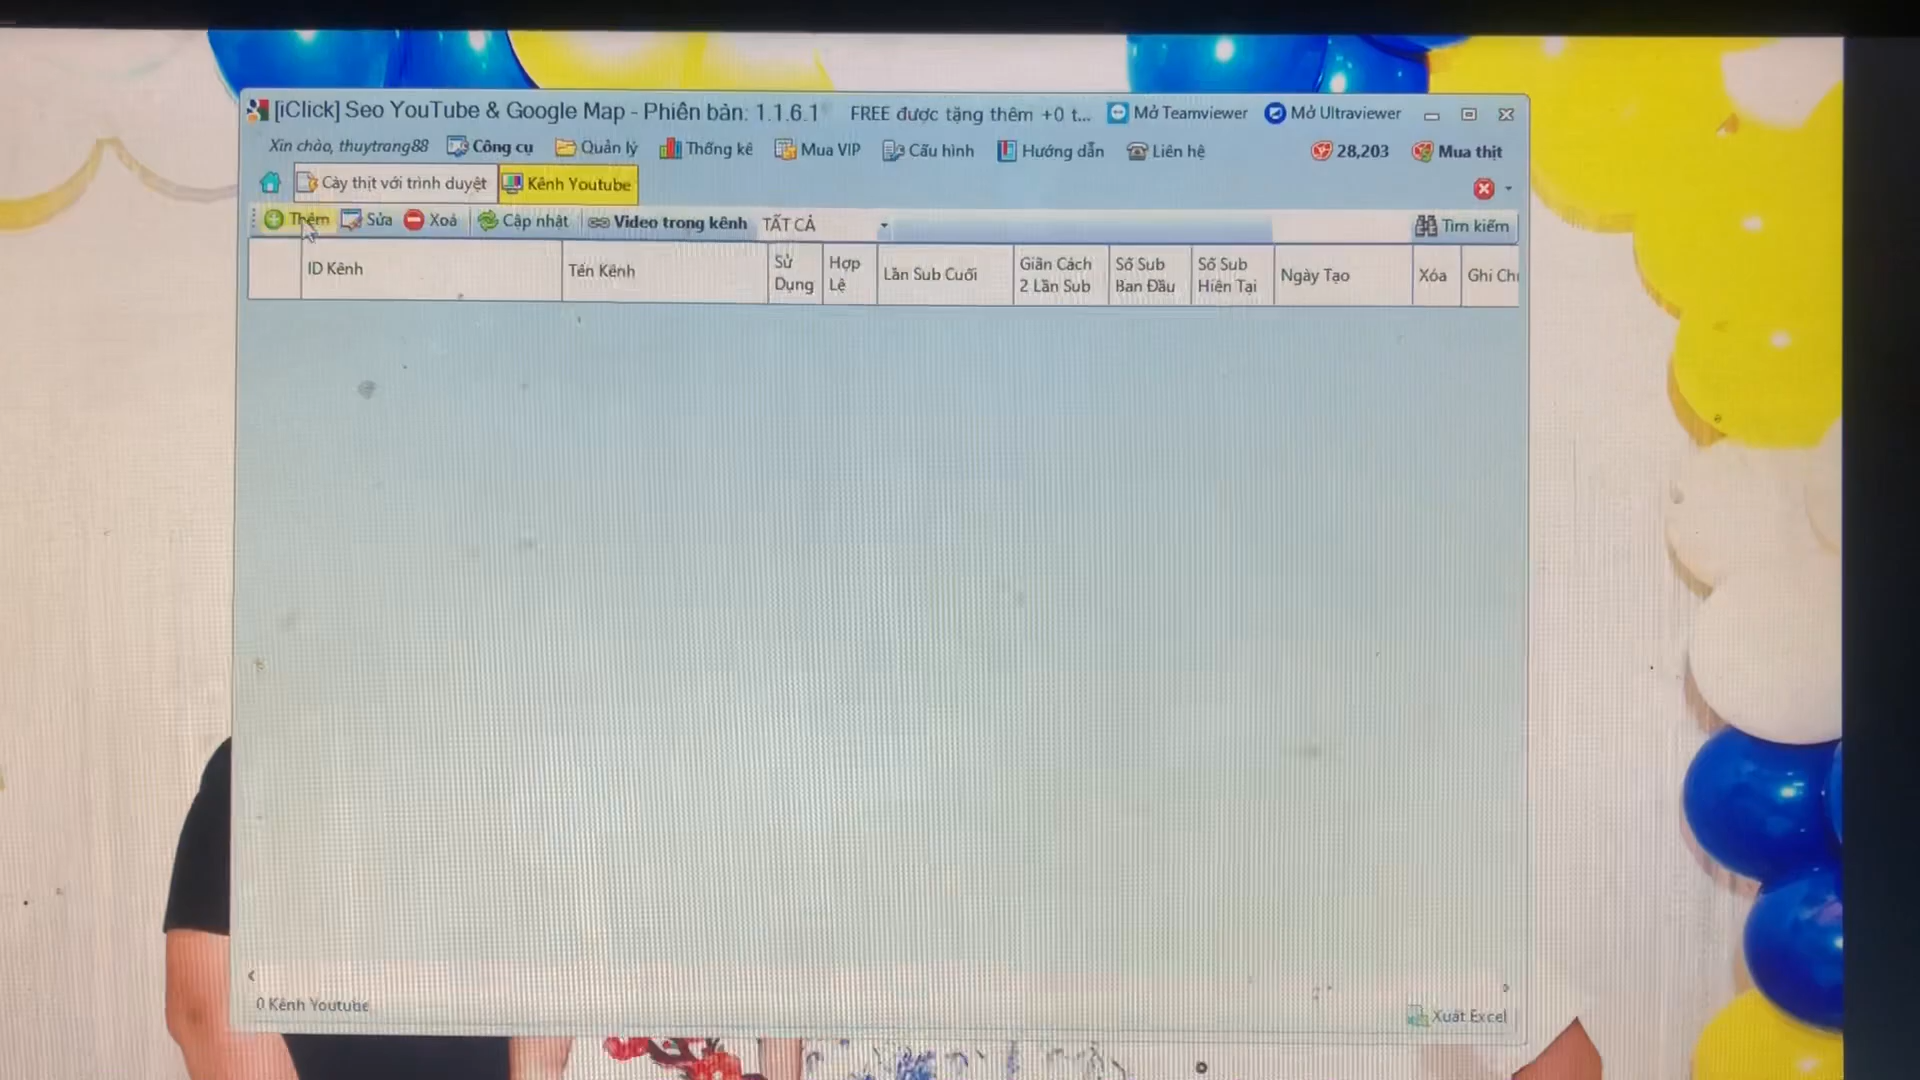 [iClick] Seo YouTube & Google Map - Phiên bản: 1.1.6.1 FREE được tặng thêm +0 t... Mở Teamviewer Mở Ultraviewer
Xin chào, thuytrang88 Công cụ Quản lý Thống kê Mua VIP Cấu hình Hướng dẫn Liên hệ 28,203 Mua thịt
Cày thịt với trình duyệt Kênh Youtube
Thêm Sửa Xoá Cập nhật Video trong kênh TẤT CẢ Tìm kiếm
ID Kênh Tên Kênh Sử Dụng Hợp Lệ Lần Sub Cuối Giãn Cách 2 Lần Sub Số Sub Ban Đầu Số Sub Hiện Tại Ngày Tạo Xóa Ghi Ch
0 Kênh Youtube Xuất Excel